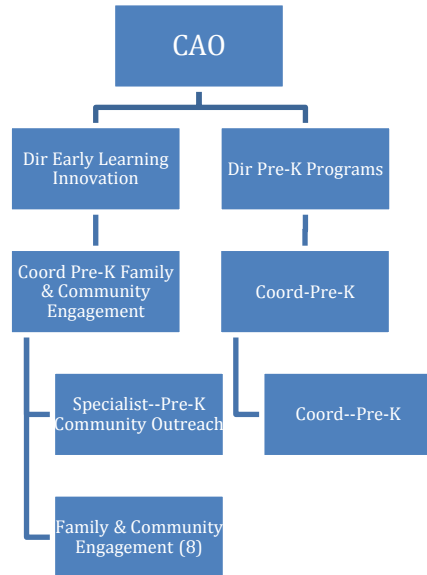 CAO
Dir Early Learning
Innovation
Dir Pre-K Programs
Coord Pre-K Family
& Community
Engagement
Coord-Pre-K
Specialist--Pre-K
Community Outreach
Coord--Pre-K
Family & Community
Engagement (8)